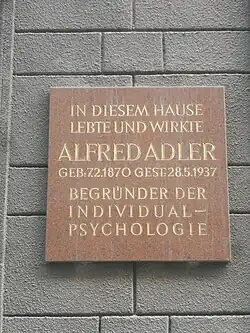 IN DIESEM HAUSE
LEBTE UND WIRKTE
ALFRED ADLER
GEB:7.2.1870 GEST:28.5.1937
BEGRÜNDER DER
INDIVIDUAL–
PSYCHOLOGIE